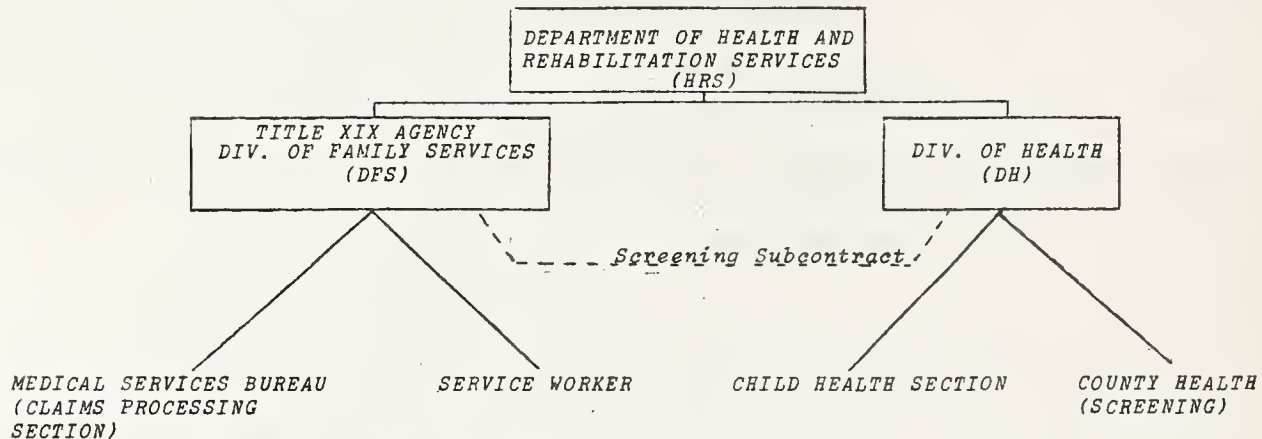 DEPARTMENT OF HEALTH AND
REHABILITATION SERVICES
(HRS)
TITLE XIX AGENCY
DIV. OF FAMILY SERVICES
(DFS)
DIV. OF HEALTH
(DH)
Screening Subcontract
MEDICAL SERVICES BUREAU
(CLAIMS PROCESSING
SECTION)
SERVICE WORKER
CHILD HEALTH SECTION
COUNTY HEALTH
(SCREENING)